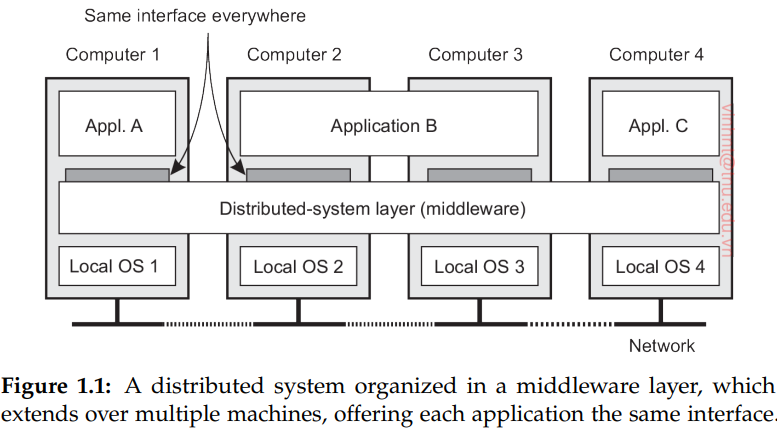 Same interface everywhere
Computer 1 Computer 2 Computer 3 Computer 4
Appl. A Application B Appl. C
Distributed-system layer (middleware)
Local OS 1 Local OS 2 Local OS 3 Local OS 4
Network
vinhnt@tnu.edu.vn
Figure 1.1: A distributed system organized in a middleware layer, which
extends over multiple machines, offering each application the same interface.